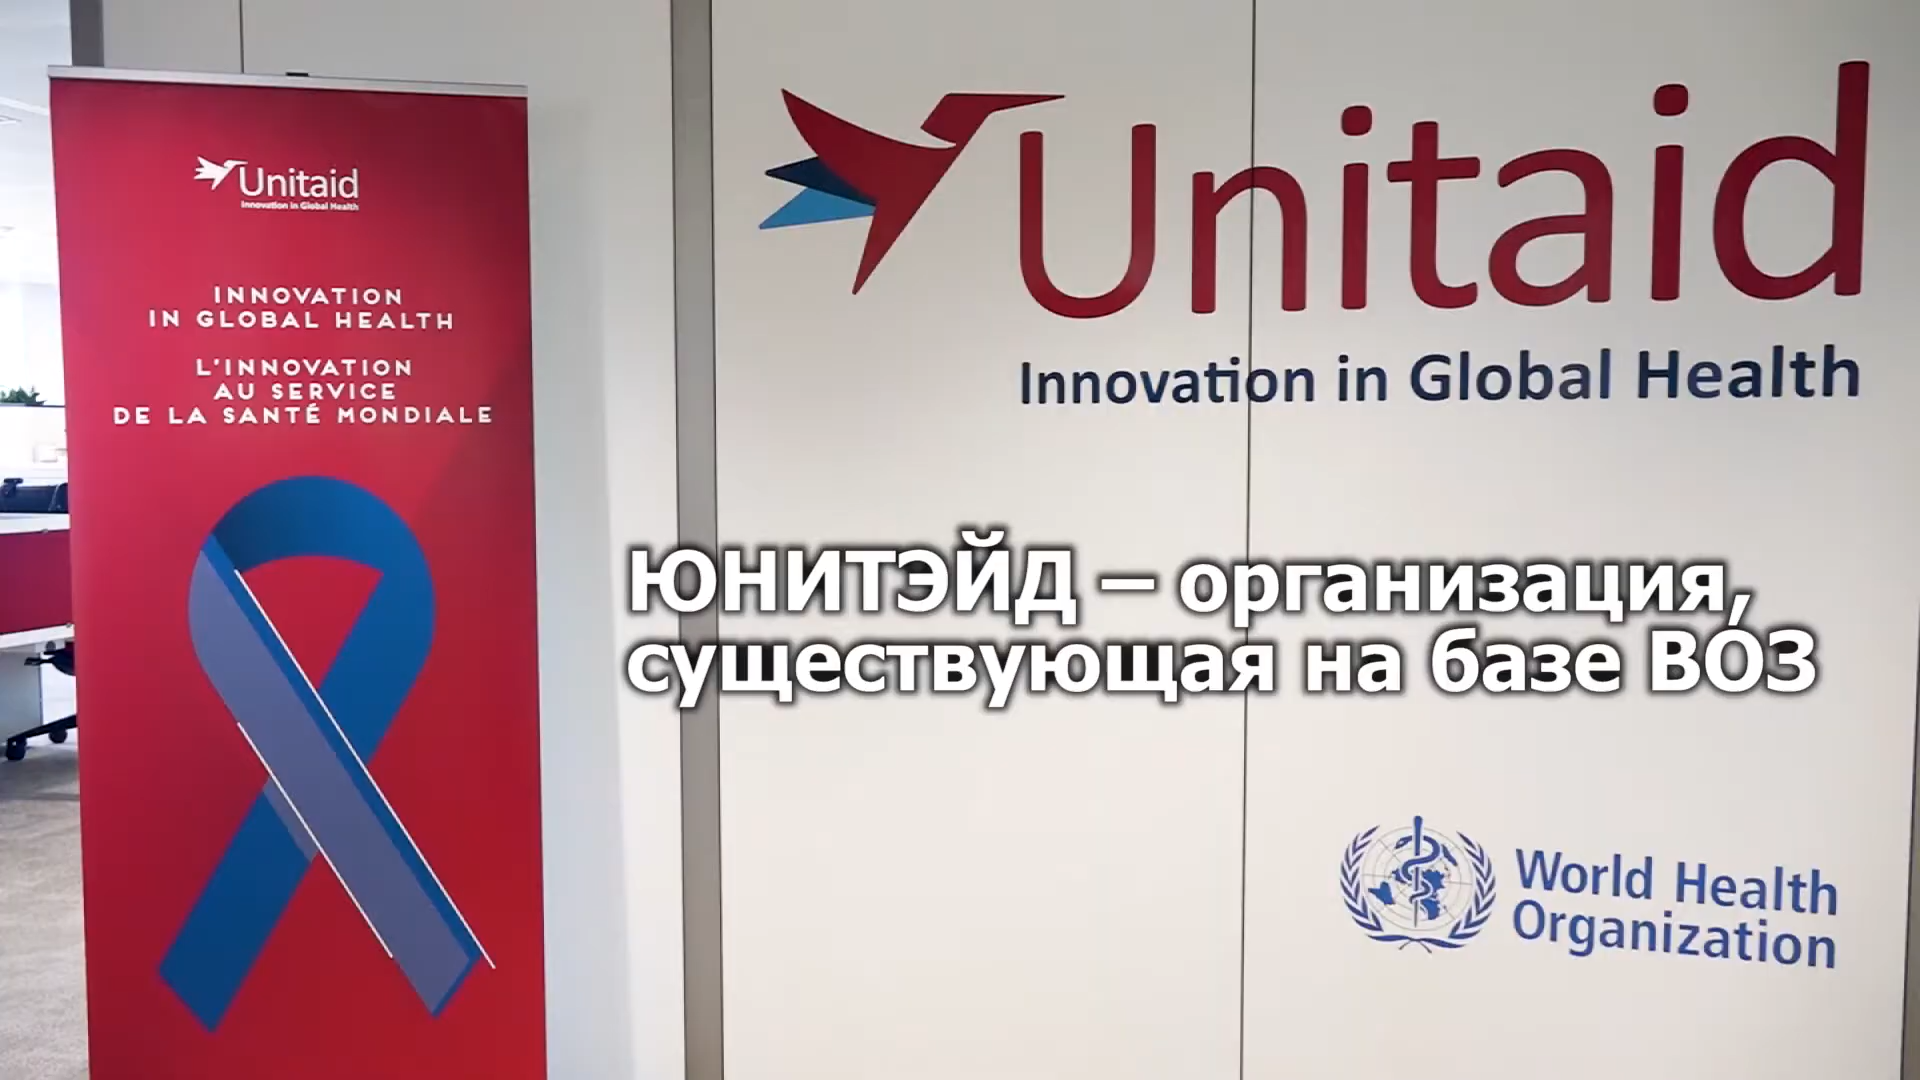 Unitaid
Innovation in Global Health
INNOVATION
IN GLOBAL HEALTH
L'INNOVATION
AU SERVICE
DE LA SANTÉ MONDIALE
Unitaid
Innovation in Global Health
ЮНИТЭЙД – организация,
существующая на базе ВОЗ
World Health
Organization